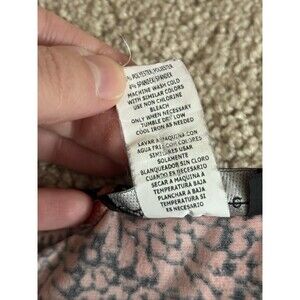 % POLYESTER/POLIESTER
4% SPANDEX/SPANDEX
MACHINE WASH COLD
WITH SIMILAR COLORS
USE NON CHLORINE
BLEACH
ONLY WHEN NECESSARY
TUMBLE DRY LOW
COOL IRON AS NEEDED
LAVAR A MAQUINA CON
AGUA FRIA CON COLORES
SIMILARES USAR
SOLAMENTE
BLANQUEADOR SIN CLORO
CUANDO ES NECESARIO
SECAR A MAQUINA A
TEMPERATURA BAJA
PLANCHAR A BAJA
TEMPERATURA SI
ES NECESARIO